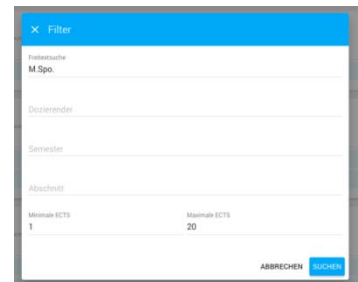 × Filter
Freitextsuche
M.Spo.
Dozierender
Semester
Abschnitt
Minimale ECTS Maximale ECTS
1 20
ABBRECHEN SUCHEN